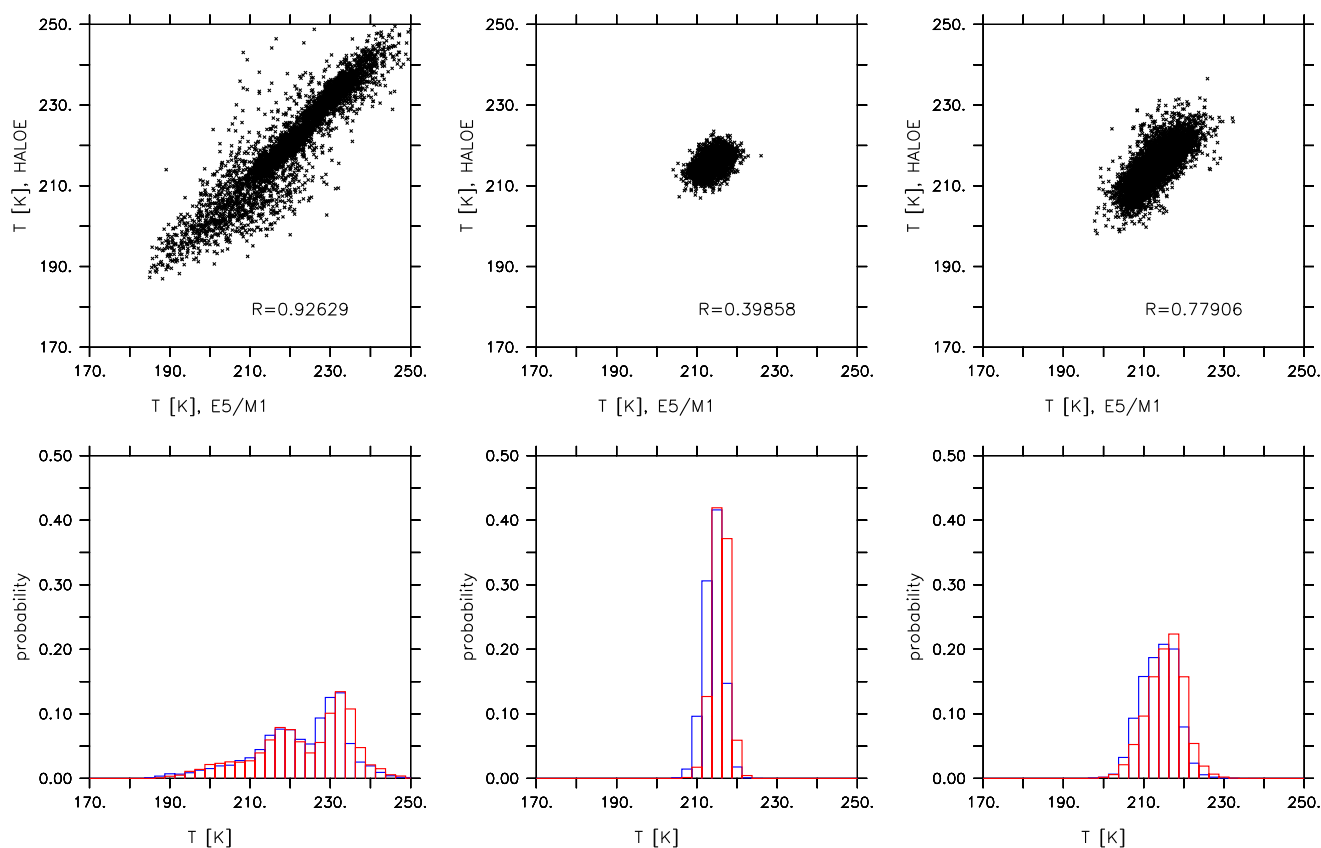 250. 250. 250.
T [K], HALOE T [K], HALOE T [K], HALOE
230. 230. 230.
210. 210. 210.
190. 190. 190.
R=0.92629 R=0.39858 R=0.77906
170. 170. 170.
170. 190. 210. 230. 250. 170. 190. 210. 230. 250. 170. 190. 210. 230. 250.
T [K], E5/M1 T [K], E5/M1 T [K], E5/M1
0.50 0.50 0.50
0.40 0.40 0.40
0.30 0.30 0.30
probability probability probability
0.20 0.20 0.20
0.10 0.10 0.10
0.00 0.00 0.00
170. 190. 210. 230. 250. 170. 190. 210. 230. 250. 170. 190. 210. 230. 250.
T [K] T [K] T [K]